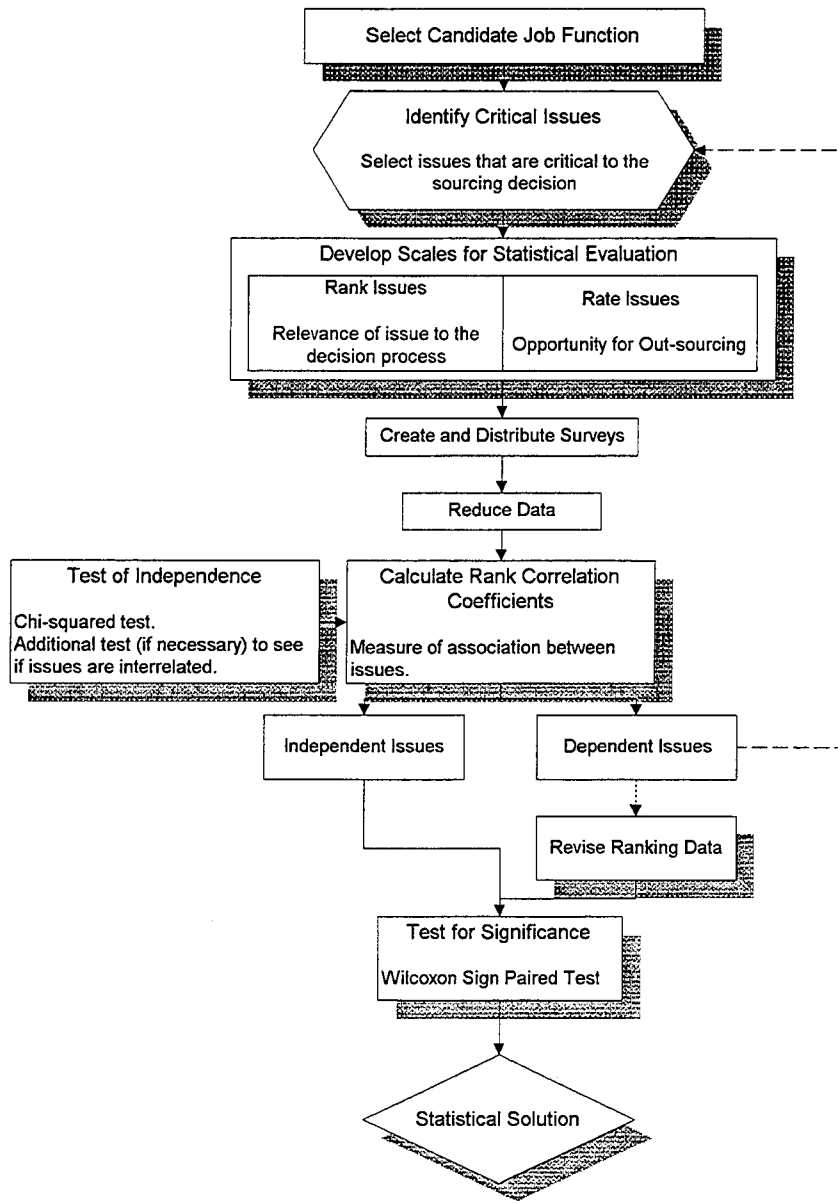 Select Candidate Job Function
Identify Critical Issues
Select issues that are critical to the
sourcing decision
Develop Scales for Statistical Evaluation
Rank Issues
Relevance of issue to the
decision process
Rate Issues
Opportunity for Out-sourcing
Create and Distribute Surveys
Reduce Data
Test of Independence
Chi-squared test.
Additional test (if necessary) to see
if issues are interrelated.
Calculate Rank Correlation
Coefficients
Measure of association between
issues.
Independent Issues
Dependent Issues
Revise Ranking Data
Test for Significance
Wilcoxon Sign Paired Test
Statistical Solution